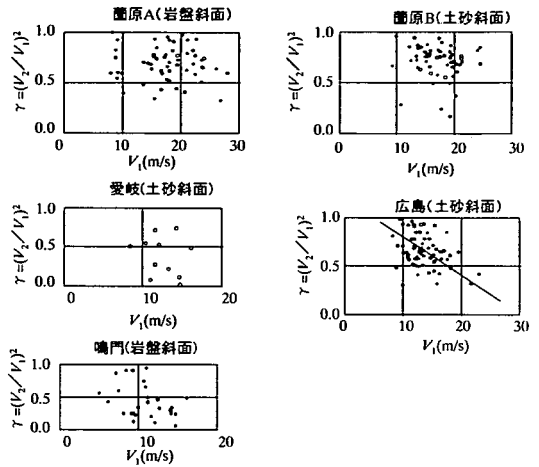 薗原A(岩盤斜面)
1.0
0.5
0.0
γ=(V₂/V₁)²
0 10 20 30
V₁(m/s)
薗原B(土砂斜面)
1.0
0.5
0.0
γ=(V₂/V₁)²
0 10 20 30
V₁(m/s)
愛岐(土砂斜面)
1.0
0.5
0.0
γ=(V₂/V₁)²
0 10 20
V₁(m/s)
広島(土砂斜面)
1.0
0.5
0.0
γ=(V₂/V₁)²
0 10 20 30
V₁(m/s)
鳴門(岩盤斜面)
1.0
0.5
0.0
γ=(V₂/V₁)²
0 10 20
V₁(m/s)